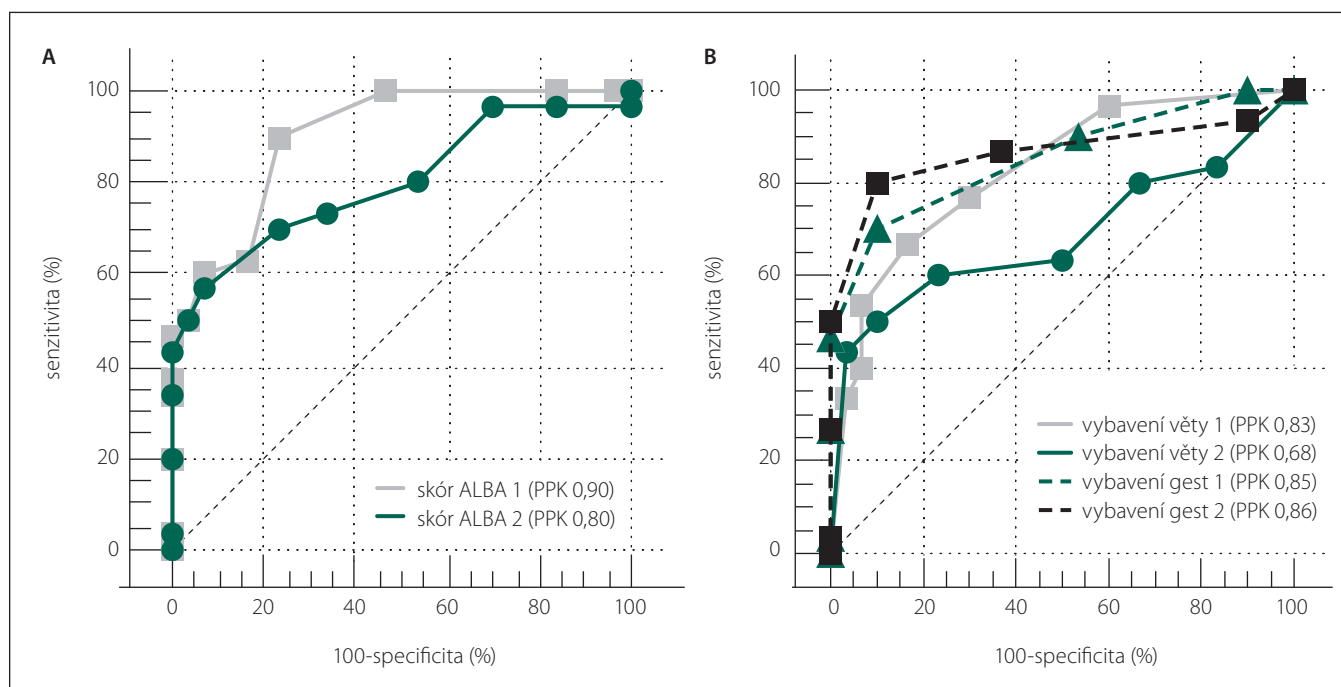 A
senzitivita (%)
100
80
60
40
20
0
0 20 40 60 80 100
100-specificita (%)
skór ALBA 1 (PPK 0,90)
skór ALBA 2 (PPK 0,80)
B
senzitivita (%)
100
80
60
40
20
0
0 20 40 60 80 100
100-specificita (%)
vybavení věty 1 (PPK 0,83)
vybavení věty 2 (PPK 0,68)
vybavení gest 1 (PPK 0,85)
vybavení gest 2 (PPK 0,86)